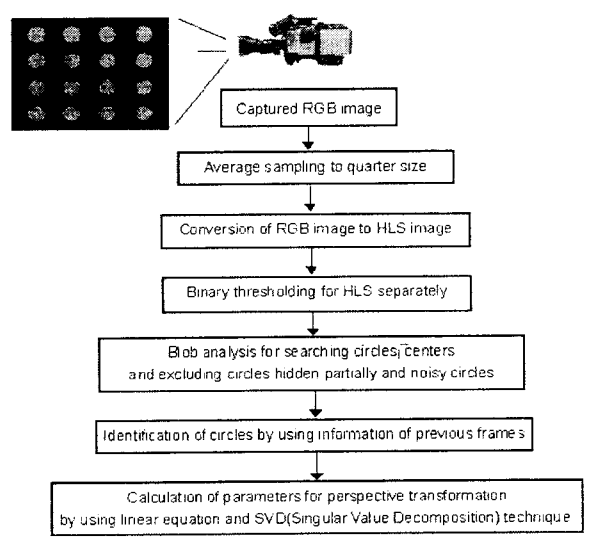 Captured RGB image
Average sampling to quarter size
Conversion of RGB image to HLS image
Binary thresholding for HLS separately
Blob analysis for searching circles¡¯centers
and excluding circles hidden partially and noisy circles
Identification of circles by using information of previous frames
Calculation of parameters for perspective transformation
by using linear equation and SVD(Singular Value Decomposition) technique